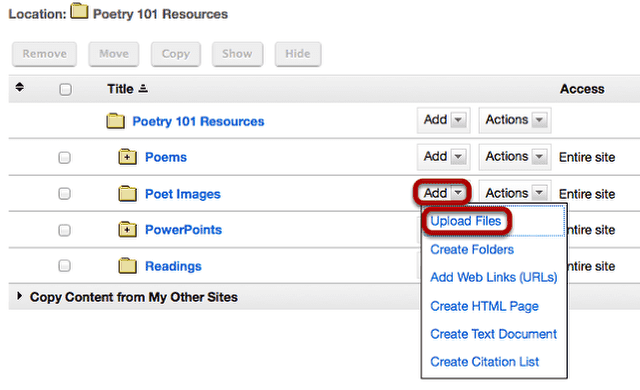 Location: Poetry 101 Resources
Remove Move Copy Show Hide
Title Access
Poetry 101 Resources Add Actions
Poems Add Actions Entire site
Poet Images Add Actions Entire site
Upload Files
PowerPoints Entire site
Create Folders
Readings Entire site
Add Web Links (URLs)
Copy Content from My Other Sites
Create HTML Page
Create Text Document
Create Citation List